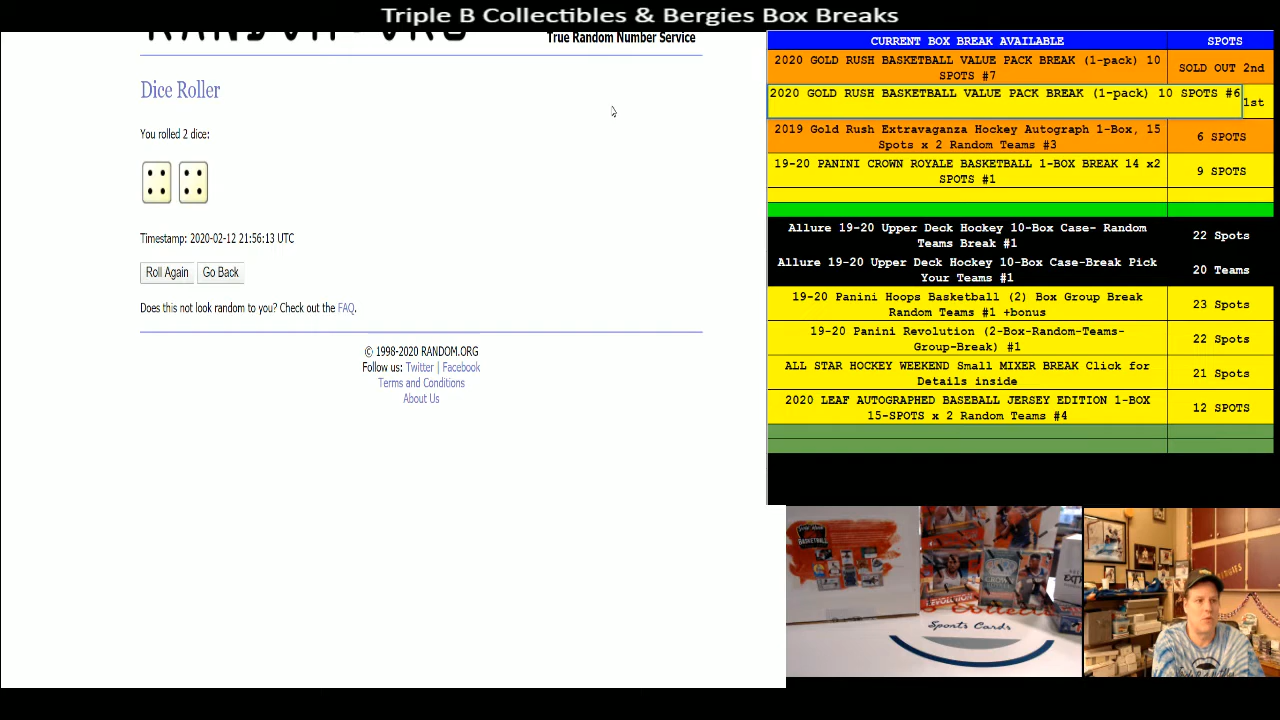 Triple B Collectibles & Bergies Box Breaks
RANDOM.ORG
True Random Number Service
Dice Roller
You rolled 2 dice:
Timestamp: 2020-02-12 21:56:13 UTC
Roll Again
Go Back
Does this not look random to you? Check out the FAQ.
© 1998-2020 RANDOM.ORG
Follow us: Twitter | Facebook
Terms and Conditions
About Us
CURRENT BOX BREAK AVAILABLE
SPOTS
2020 GOLD RUSH BASKETBALL VALUE PACK BREAK (1-pack) 10
SPOTS #7
SOLD OUT 2nd
2020 GOLD RUSH BASKETBALL VALUE PACK BREAK (1-pack) 10 SPOTS #6
1st
2019 Gold Rush Extravaganza Hockey Autograph 1-Box, 15
Spots x 2 Random Teams #3
6 SPOTS
19-20 PANINI CROWN ROYALE BASKETBALL 1-BOX BREAK 14 x2
SPOTS #1
9 SPOTS
Allure 19-20 Upper Deck Hockey 10-Box Case- Random
Teams Break #1
22 Spots
Allure 19-20 Upper Deck Hockey 10-Box Case-Break Pick
Your Teams #1
20 Teams
19-20 Panini Hoops Basketball (2) Box Group Break
Random Teams #1 +bonus
23 Spots
19-20 Panini Revolution (2-Box-Random-Teams-
Group-Break) #1
22 Spots
ALL STAR HOCKEY WEEKEND Small MIXER BREAK Click for
Details inside
21 Spots
2020 LEAF AUTOGRAPHED BASEBALL JERSEY EDITION 1-BOX
15-SPOTS x 2 Random Teams #4
12 SPOTS
BASKETBALL
CROWN
REVOLUTION
Sports Cards